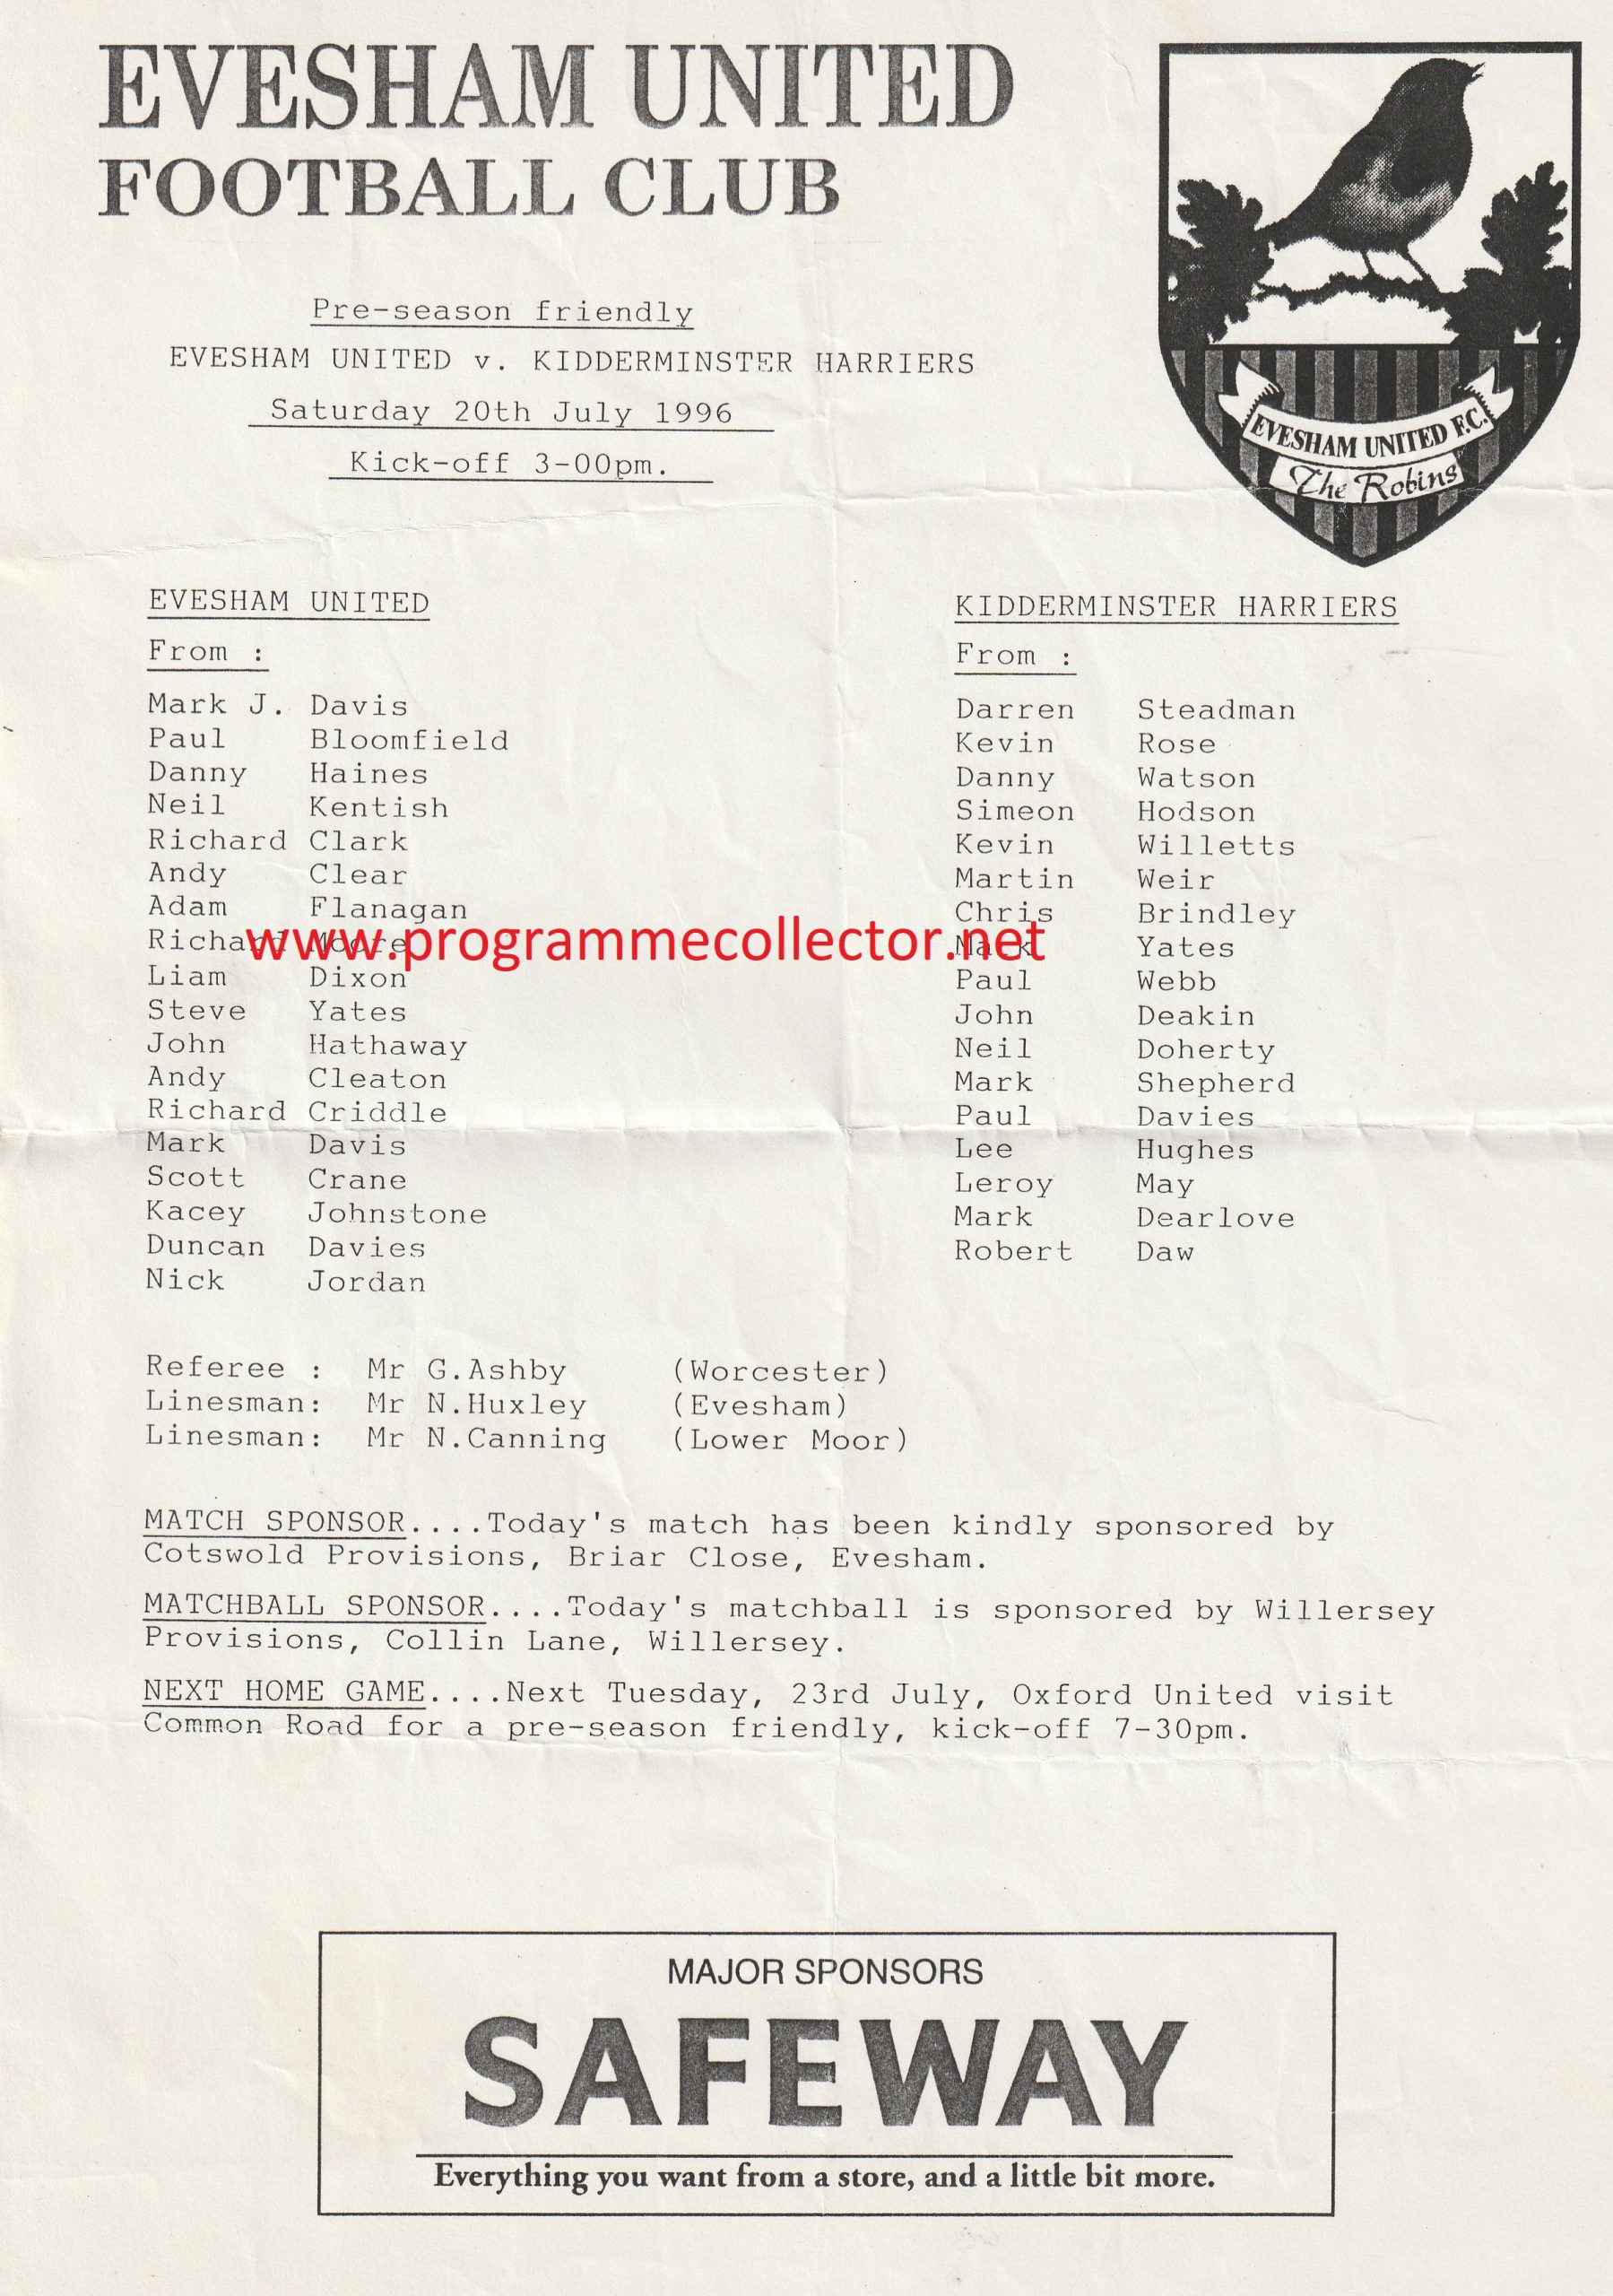 EVESHAM UNITED
FOOTBALL CLUB
Pre-season friendly
EVESHAM UNITED v. KIDDERMINSTER HARRIERS
Saturday 20th July 1996
Kick-off 3-00pm.
EVESHAM UNITED F.C.
The Robins
EVESHAM UNITED
From :
Mark J. Davis
Paul Bloomfield
Danny Haines
Neil Kentish
Richard Clark
Andy Clear
Adam Flanagan
Richard Moore
Liam Dixon
Steve Yates
John Hathaway
Andy Cleaton
Richard Criddle
Mark Davis
Scott Crane
Kacey Johnstone
Duncan Davies
Nick Jordan
KIDDERMINSTER HARRIERS
From :
Darren Steadman
Kevin Rose
Danny Watson
Simeon Hodson
Kevin Willetts
Martin Weir
Chris Brindley
Mark Yates
Paul Webb
John Deakin
Neil Doherty
Mark Shepherd
Paul Davies
Lee Hughes
Leroy May
Mark Dearlove
Robert Daw
www.programmecollector.net
Referee : Mr G.Ashby (Worcester)
Linesman: Mr N.Huxley (Evesham)
Linesman: Mr N.Canning (Lower Moor)
MATCH SPONSOR....Today's match has been kindly sponsored by
Cotswold Provisions, Briar Close, Evesham.
MATCHBALL SPONSOR....Today's matchball is sponsored by Willersey
Provisions, Collin Lane, Willersey.
NEXT HOME GAME....Next Tuesday, 23rd July, Oxford United visit
Common Road for a pre-season friendly, kick-off 7-30pm.
MAJOR SPONSORS
SAFEWAY
Everything you want from a store, and a little bit more.